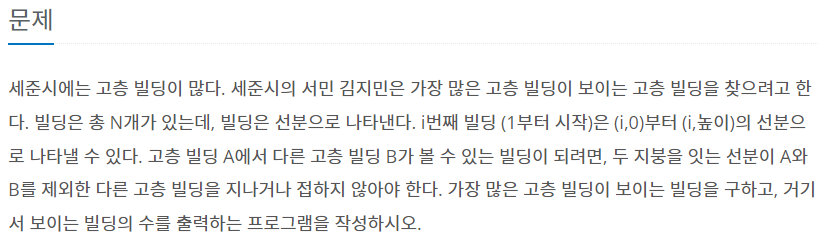 문제
세준시에는 고층 빌딩이 많다. 세준시의 서민 김지민은 가장 많은 고층 빌딩이 보이는 고층 빌딩을 찾으려고 한
다. 빌딩은 총 N개가 있는데, 빌딩은 선분으로 나타낸다. i번째 빌딩 (1부터 시작)은 (i,0)부터 (i,높이)의 선분으
로 나타낼 수 있다. 고층 빌딩 A에서 다른 고층 빌딩 B가 볼 수 있는 빌딩이 되려면, 두 지붕을 잇는 선분이 A와
B를 제외한 다른 고층 빌딩을 지나거나 접하지 않아야 한다. 가장 많은 고층 빌딩이 보이는 빌딩을 구하고, 거기
서 보이는 빌딩의 수를 출력하는 프로그램을 작성하시오.